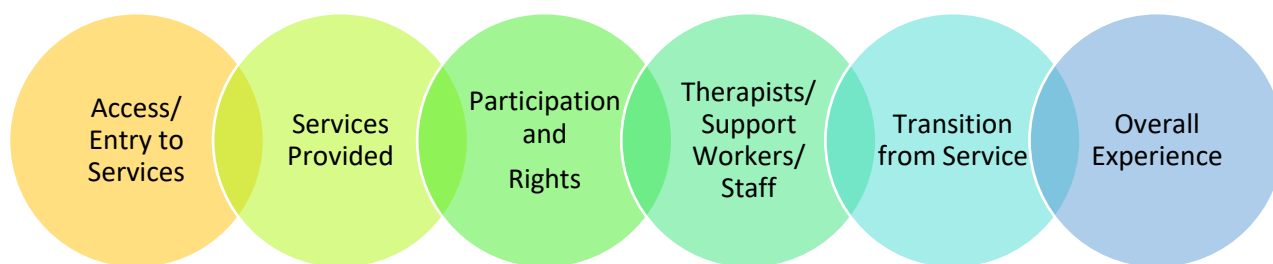 Access/
Entry to
Services
Services
Provided
Participation
and
Rights
Therapists/
Support
Workers/
Staff
Transition
from Service
Overall
Experience